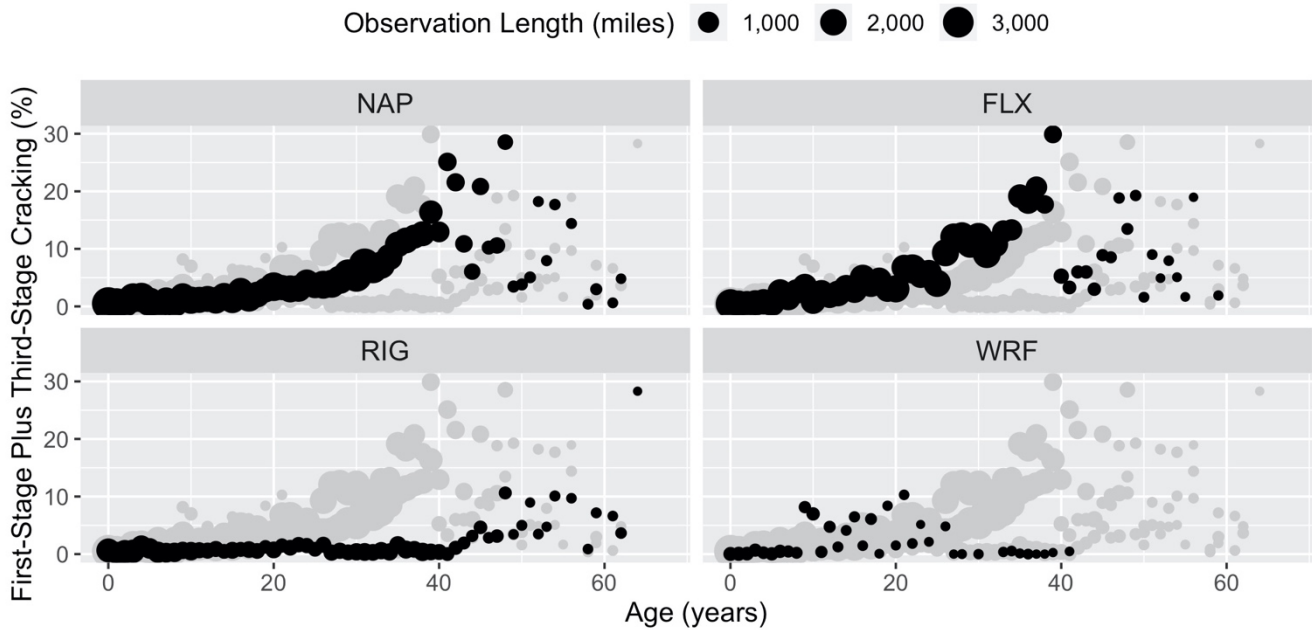 Observation Length (miles) 1,000 2,000 3,000
First-Stage Plus Third-Stage Cracking (%)
NAP FLX
30
20
10
0
RIG WRF
30
20
10
0
0 20 40 60 0 20 40 60
Age (years)